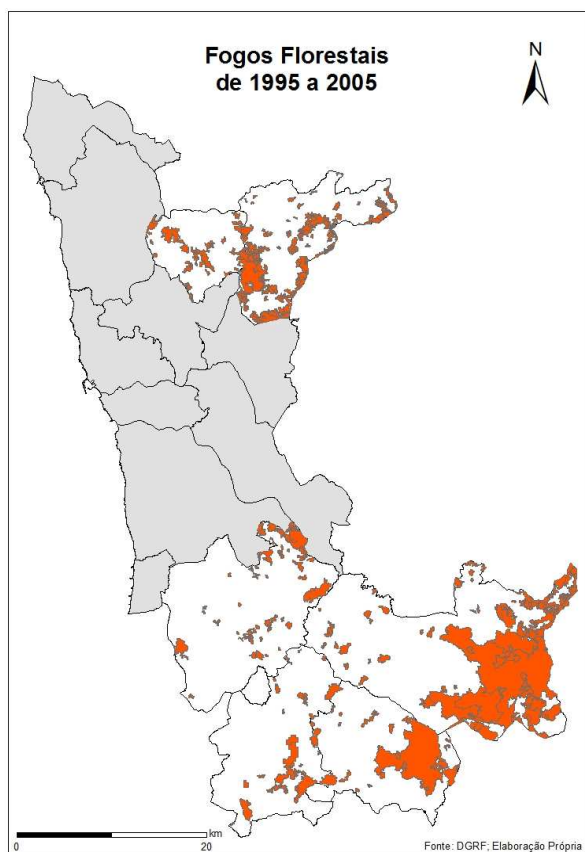 Fogos Florestais
de 1995 a 2005
N
km
0 20
Fonte: DGRF; Elaboração Própria